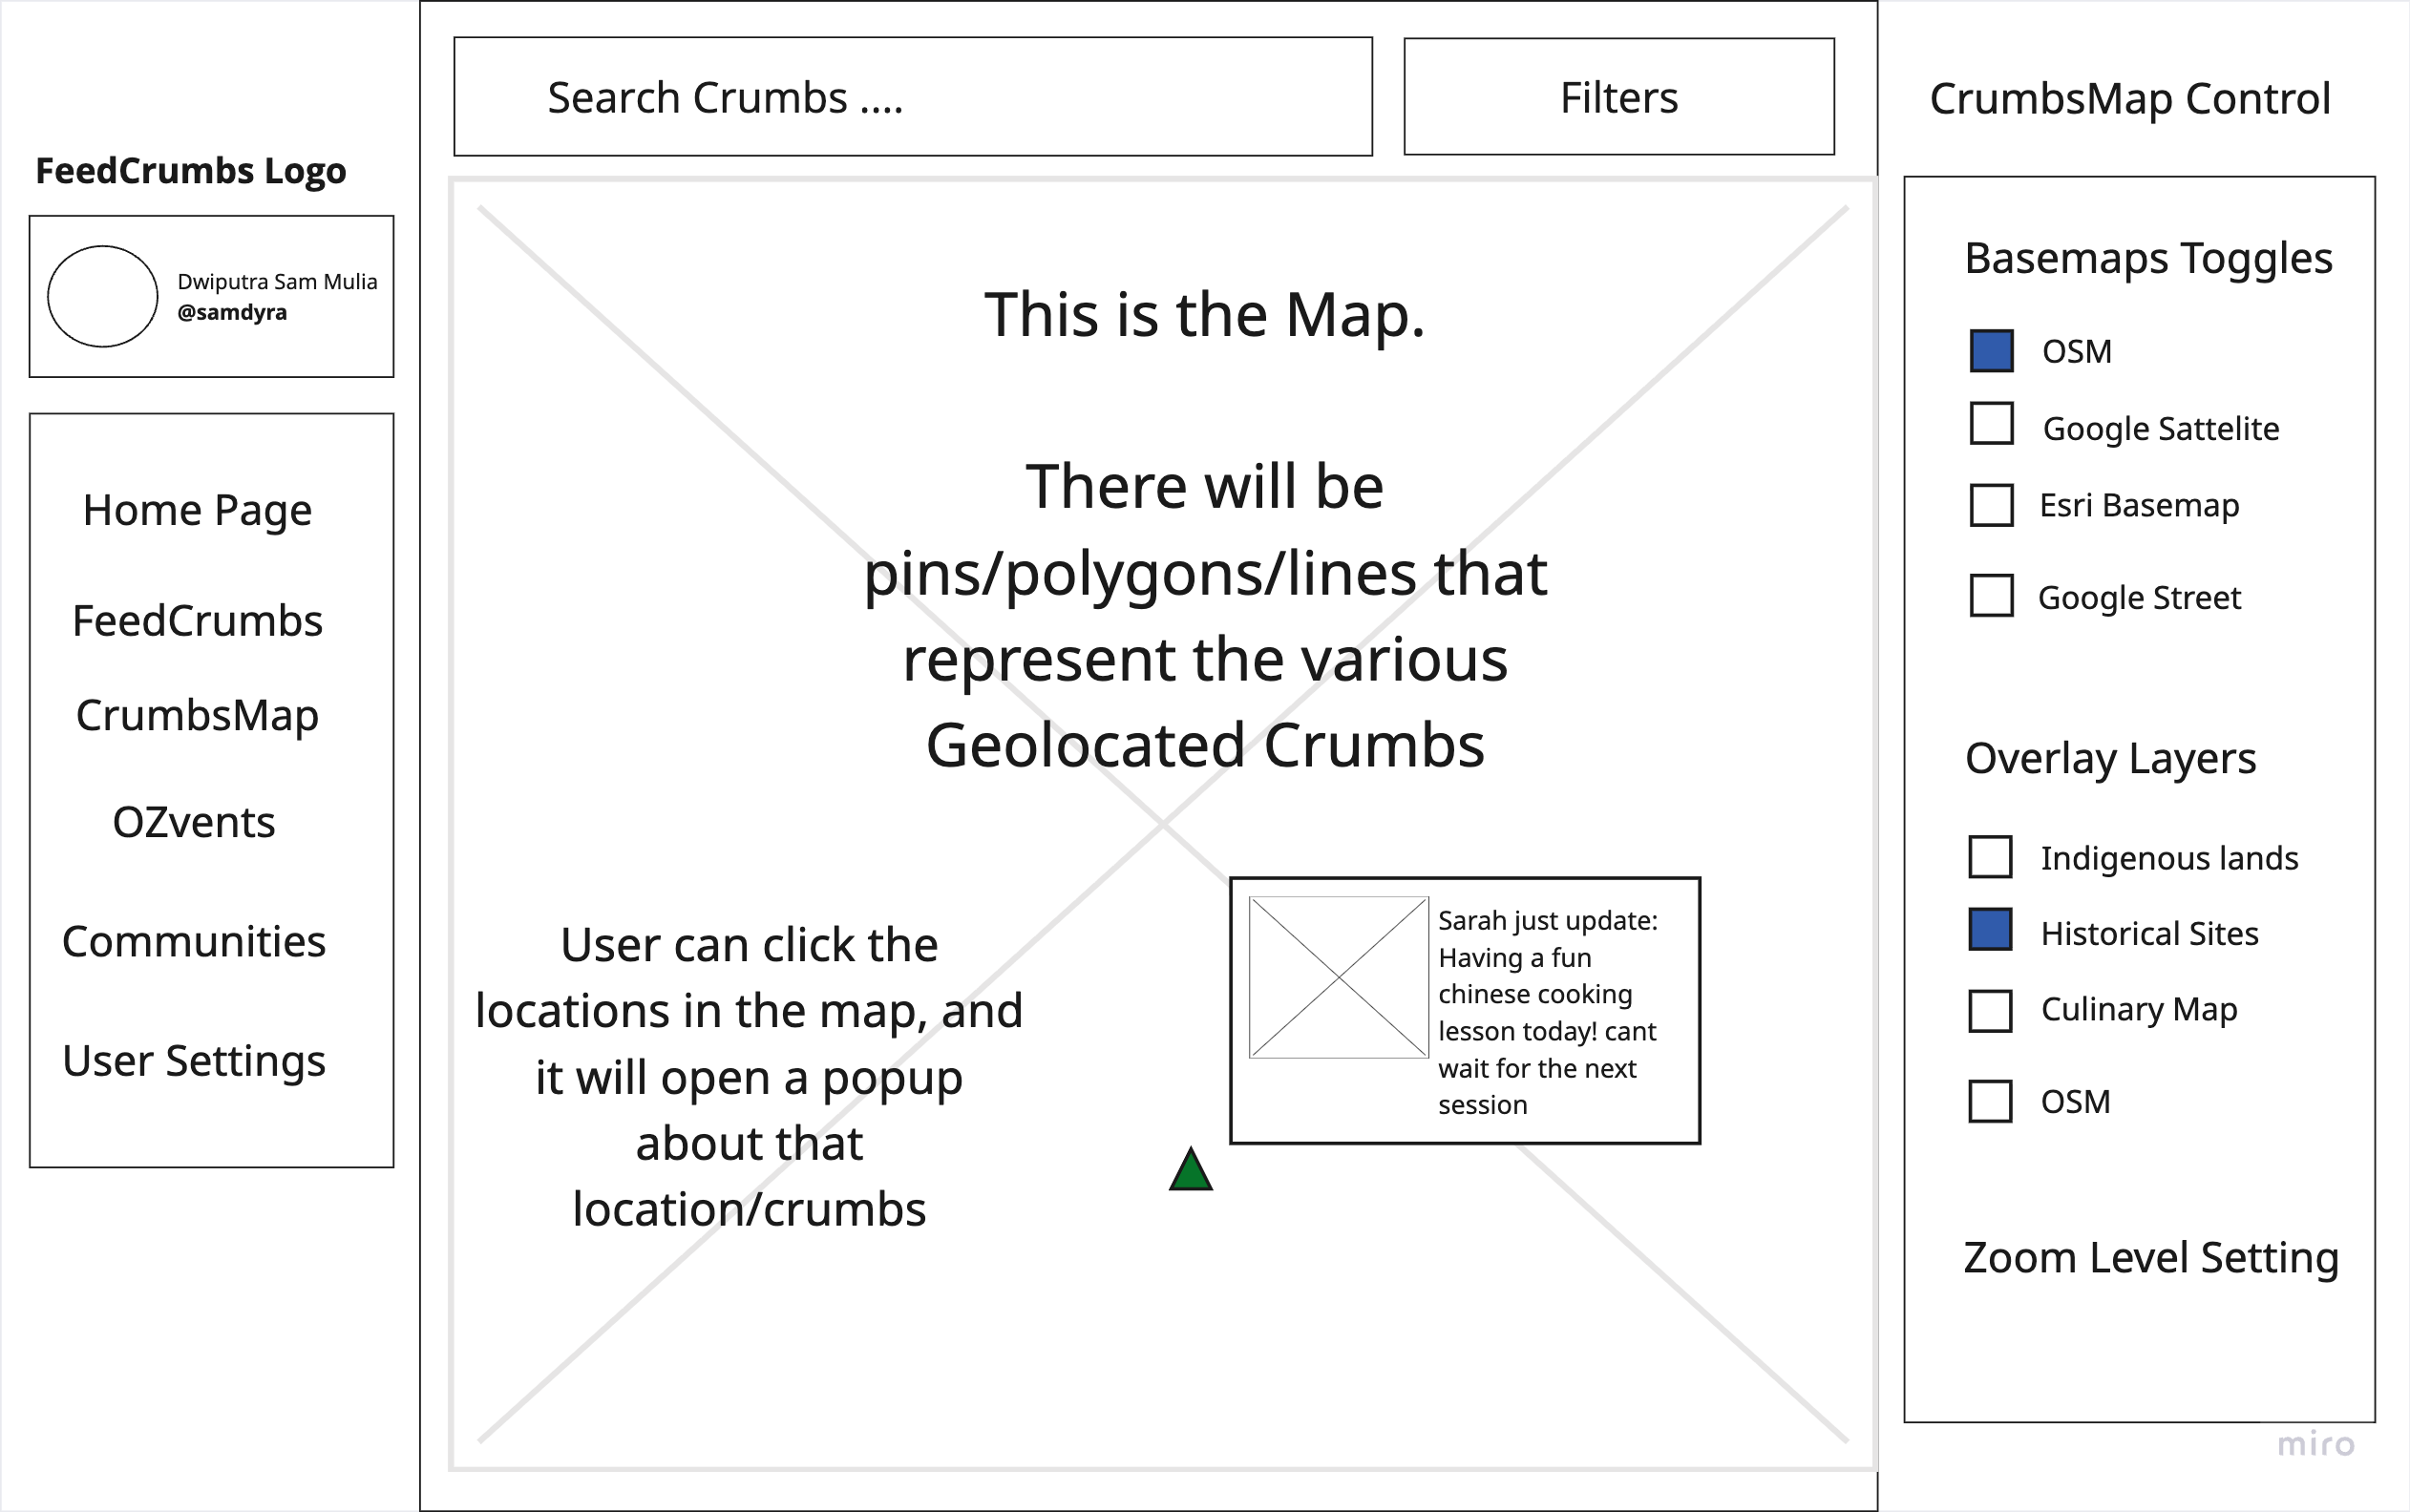 FeedCrumbs Logo
Dwiputra Sam Mulia
@samdyra
Home Page
FeedCrumbs
CrumbsMap
OZvents
Communities
User Settings
Search Crumbs ....
Filters
This is the Map.
There will be
pins/polygons/lines that
represent the various
Geolocated Crumbs
User can click the
locations in the map, and
it will open a popup
about that
location/crumbs
Sarah just update:
Having a fun
chinese cooking
lesson today! cant
wait for the next
session
CrumbsMap Control
Basemaps Toggles
OSM
Google Sattelite
Esri Basemap
Google Street
Overlay Layers
Indigenous lands
Historical Sites
Culinary Map
OSM
Zoom Level Setting
miro